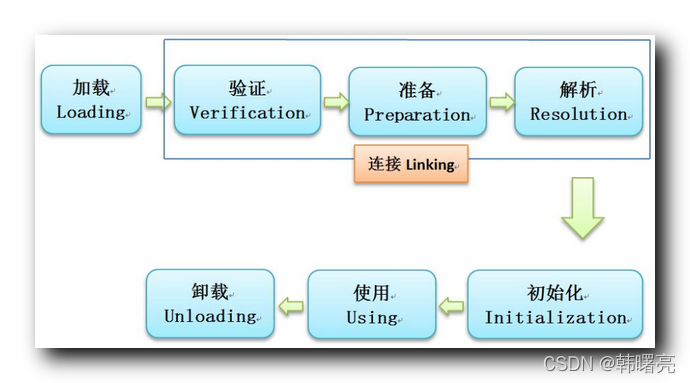 加载
Loading
验证
Verification
准备
Preparation
解析
Resolution
连接 Linking
卸载
Unloading
使用
Using
初始化
Initialization
CSDN @韩曙亮